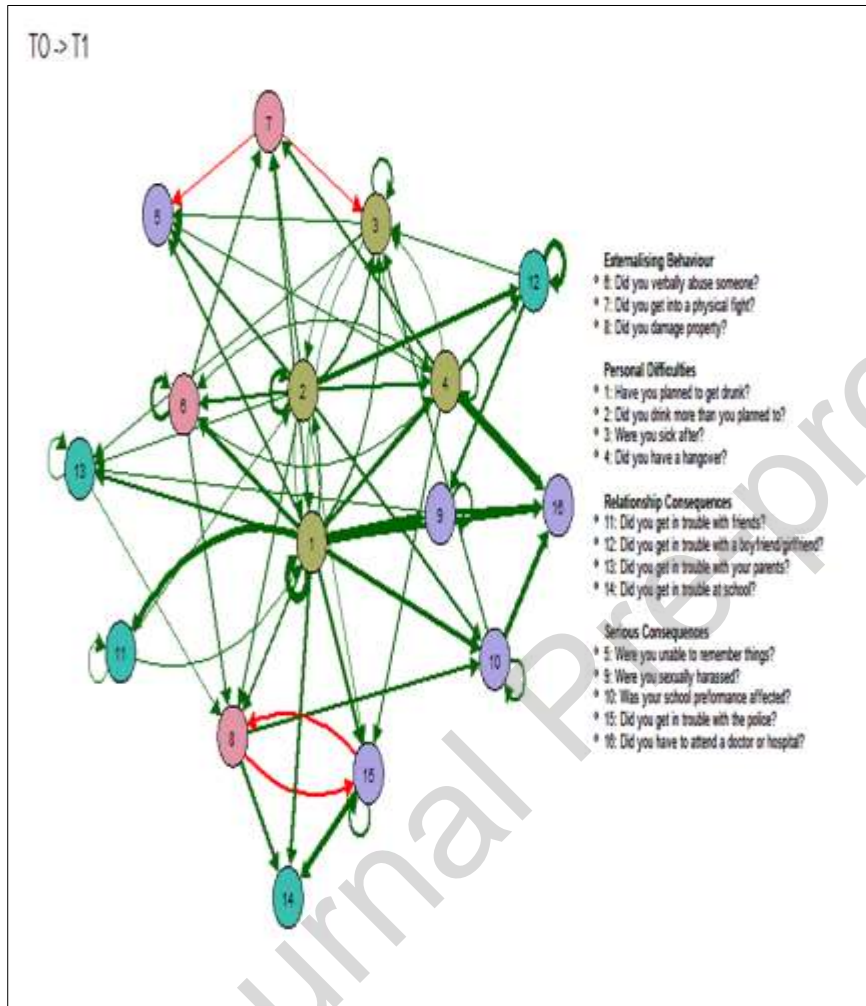 T0 -> T1
7
5
3
12
2
4
6
13
9
16
1
11
10
8
15
14
Externalising Behaviour
* 6: Did you verbally abuse someone?
* 7: Did you get into a physical fight?
* 8: Did you damage property?
Personal Difficulties
* 1: Have you planned to get drunk?
* 2: Did you drink more than you planned to?
* 3: Were you sick after?
* 4: Did you have a hangover?
Relationship Consequences
* 11: Did you get in trouble with friends?
* 12: Did you get in trouble with a boyfriend/girlfriend?
* 13: Did you get in trouble with your parents?
* 14: Did you get in trouble at school?
Serious Consequences
* 5: Were you unable to remember things?
* 9: Were you sexually harassed?
* 10: Was your school preformance affected?
* 15: Did you get in trouble with the police?
* 16: Did you have to attend a doctor or hospital?
urnal Pre-pro